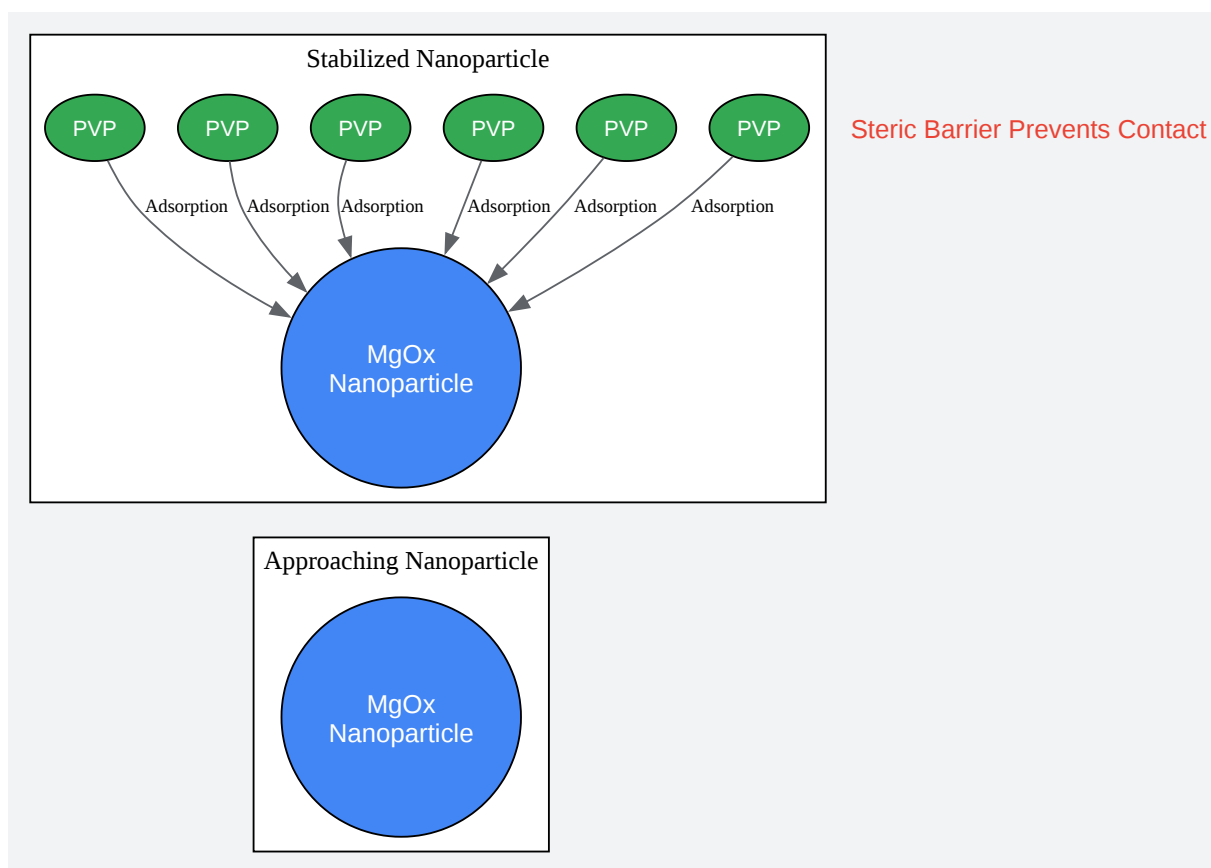 Stabilized Nanoparticle
PVP PVP PVP PVP PVP PVP
Steric Barrier Prevents Contact
Adsorption Adsorption Adsorption Adsorption Adsorption Adsorption
MgOx
Nanoparticle
Approaching Nanoparticle
MgOx
Nanoparticle